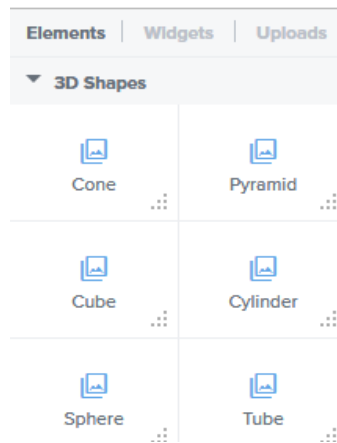 Elements | Widgets | Uploads
3D Shapes
Cone Pyramid
Cube Cylinder
Sphere Tube